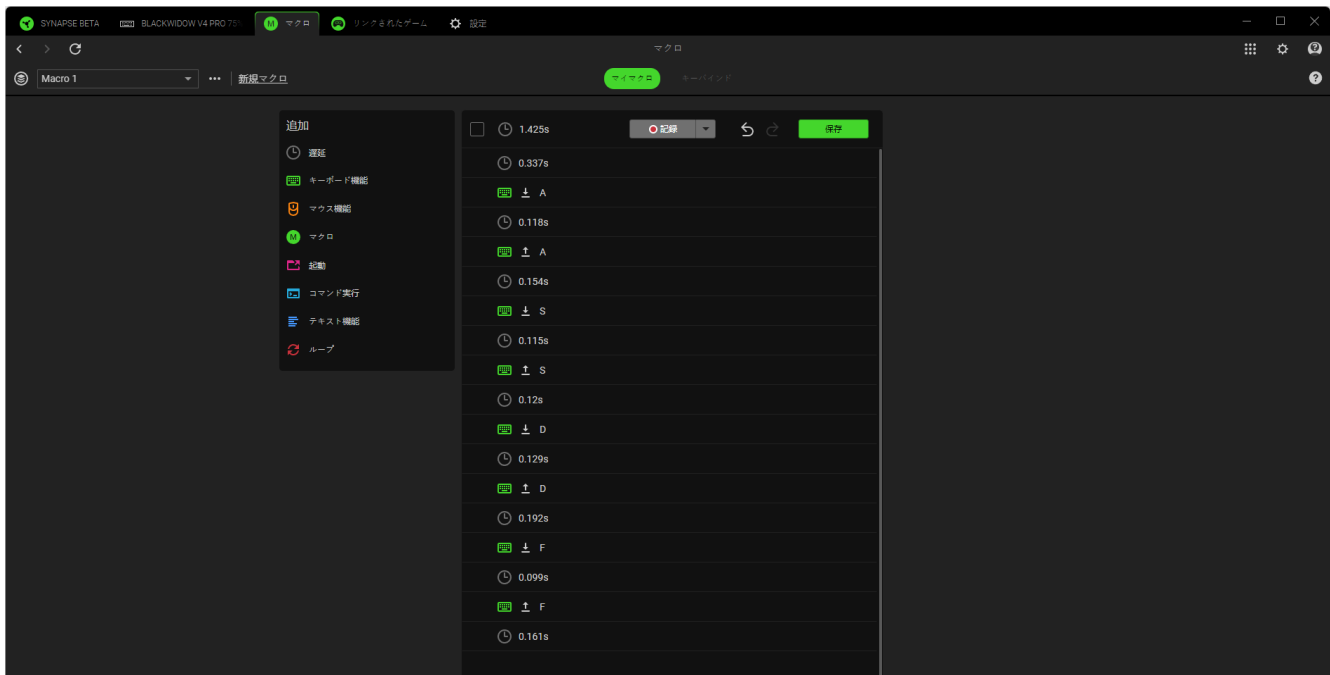 SYNAPSE BETA BLACKWIDOW V4 PRO 75% マクロ リンクされたゲーム 設定
マクロ
Macro 1 新規マクロ マイマクロ キーバインド
追加
遅延
キーボード機能
マウス機能
マクロ
起動
コマンド実行
テキスト機能
ループ
1.425s 記録 保存
0.337s
A
0.118s
A
0.154s
S
0.115s
S
0.12s
D
0.129s
D
0.192s
F
0.099s
F
0.161s